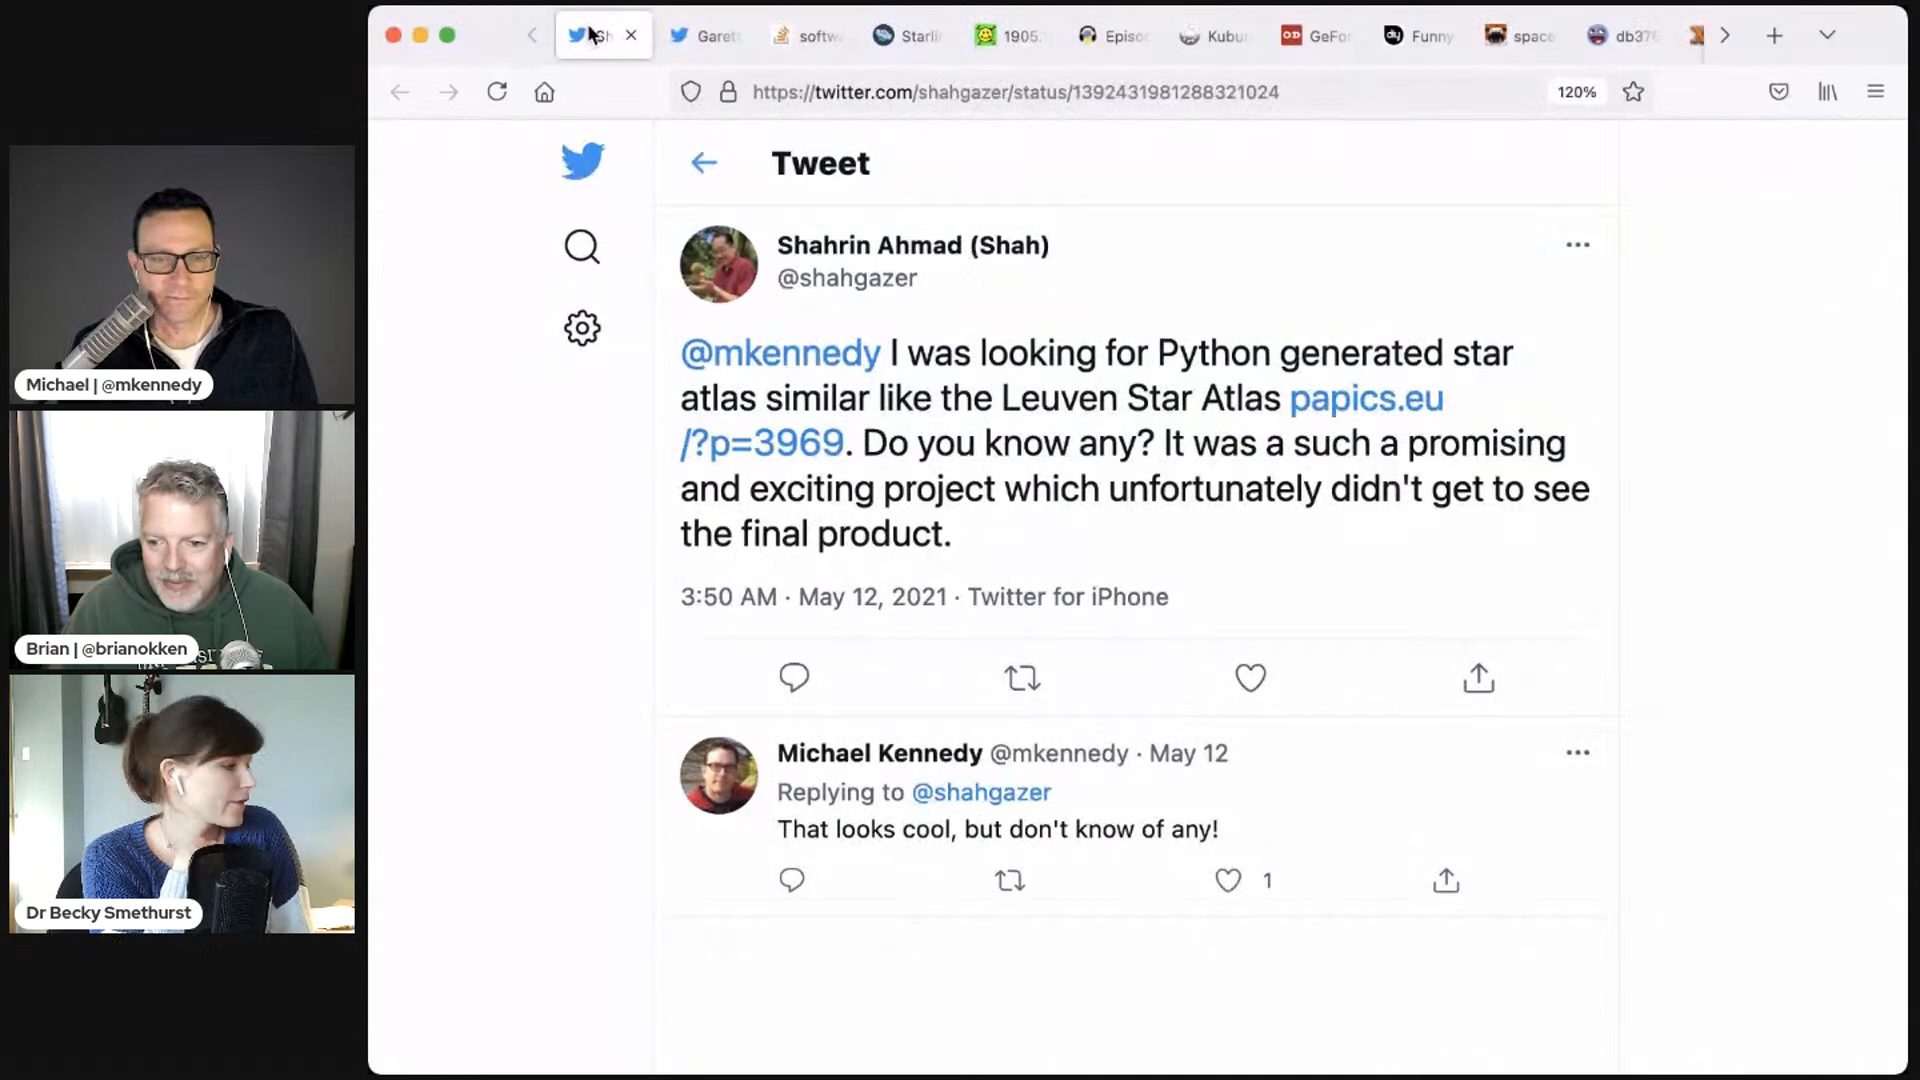 Garet
softw
Starli
1905.
Episo
Kubu
GeFor
Funny
space
db37
https://twitter.com/shahgazer/status/1392431981288321024
120%
Tweet
Shahrin Ahmad (Shah)
@shahgazer
@mkennedy I was looking for Python generated star
atlas similar like the Leuven Star Atlas papics.eu
/?p=3969. Do you know any? It was a such a promising
and exciting project which unfortunately didn't get to see
the final product.
3:50 AM · May 12, 2021 · Twitter for iPhone
Michael Kennedy @mkennedy · May 12
Replying to @shahgazer
That looks cool, but don't know of any!
1
Michael | @mkennedy
Brian | @brianokken
Dr Becky Smethurst